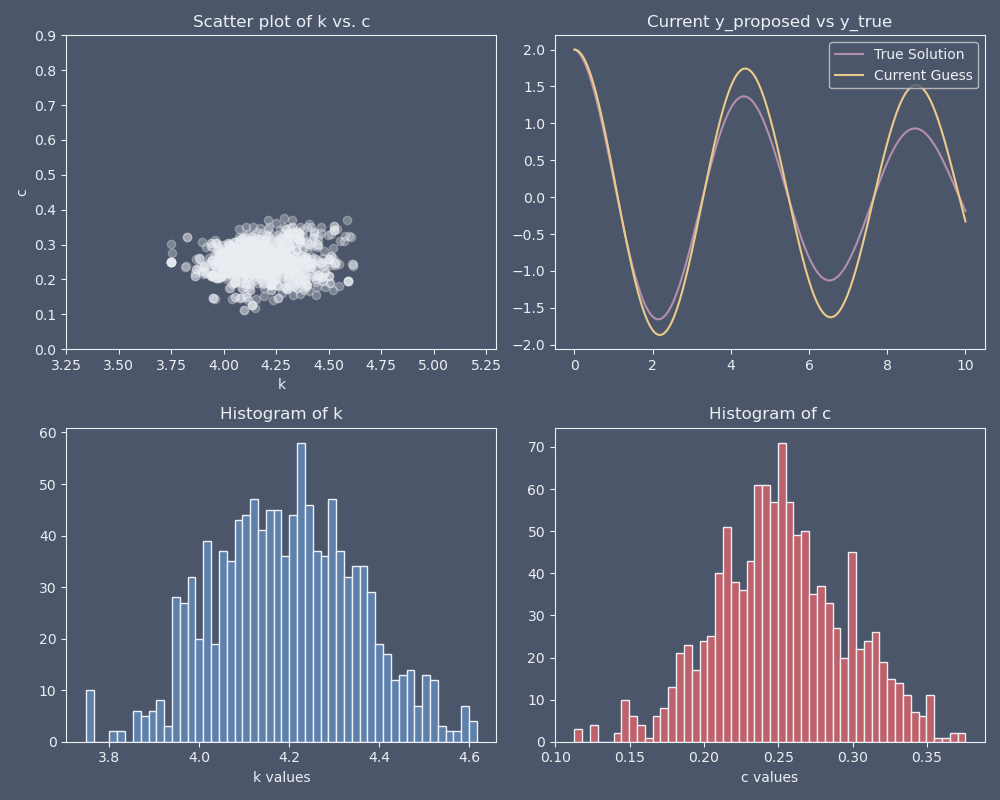 Scatter plot of k vs. c
0.9
0.8
0.7
0.6
0.5
0.4
0.3
0.2
0.1
0.0
c
3.25 3.50 3.75 4.00 4.25 4.50 4.75 5.00 5.25
k
Current y_proposed vs y_true
True Solution
Current Guess
2.0
1.5
1.0
0.5
0.0
−0.5
−1.0
−1.5
−2.0
0 2 4 6 8 10
Histogram of k
60
50
40
30
20
10
0
3.8 4.0 4.2 4.4 4.6
k values
Histogram of c
70
60
50
40
30
20
10
0
0.10 0.15 0.20 0.25 0.30 0.35
c values